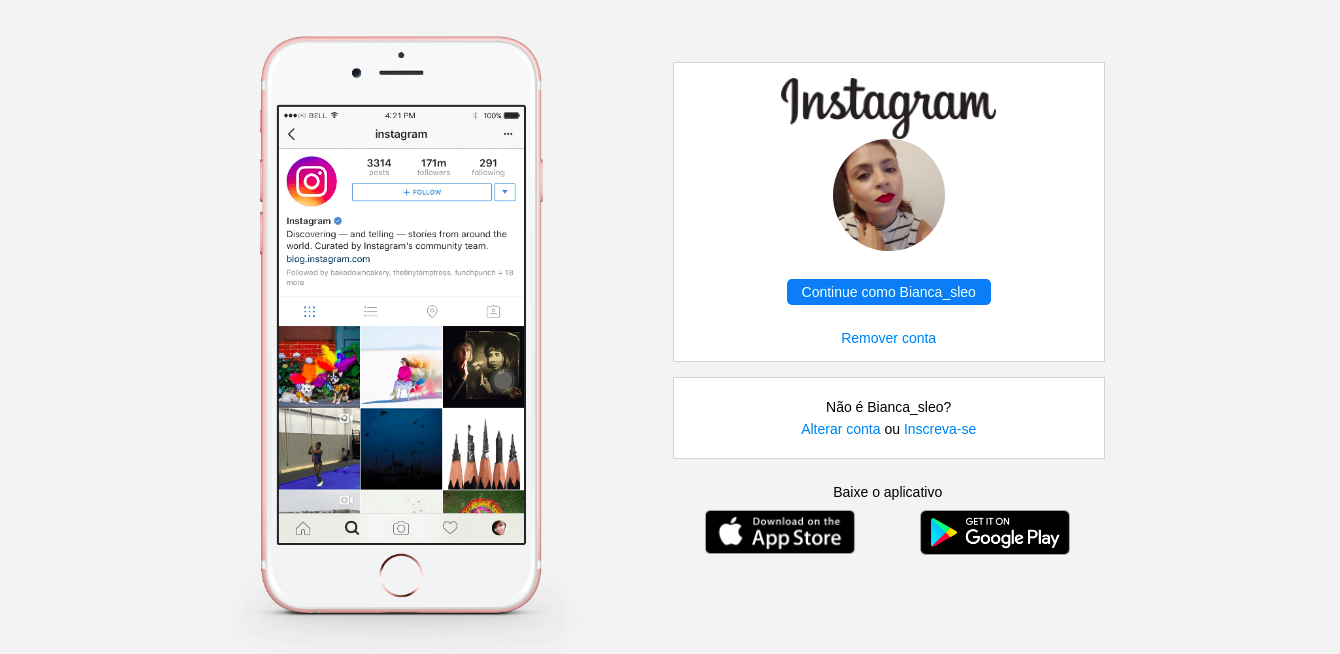 BELL
4:21 PM
100%
instagram
3314
posts
171m
followers
291
following
+ FOLLOW
Instagram
Discovering — and telling — stories from around the
world. Curated by Instagram's community team.
blog.instagram.com
Followed by bakedowncakery, thetinytemptress, funchpunch + 18
more
Instagram
Continue como Bianca_sleo
Remover conta
Não é Bianca_sleo?
Alterar conta ou Inscreva-se
Baixe o aplicativo
Download on the
App Store
GET IT ON
Google Play